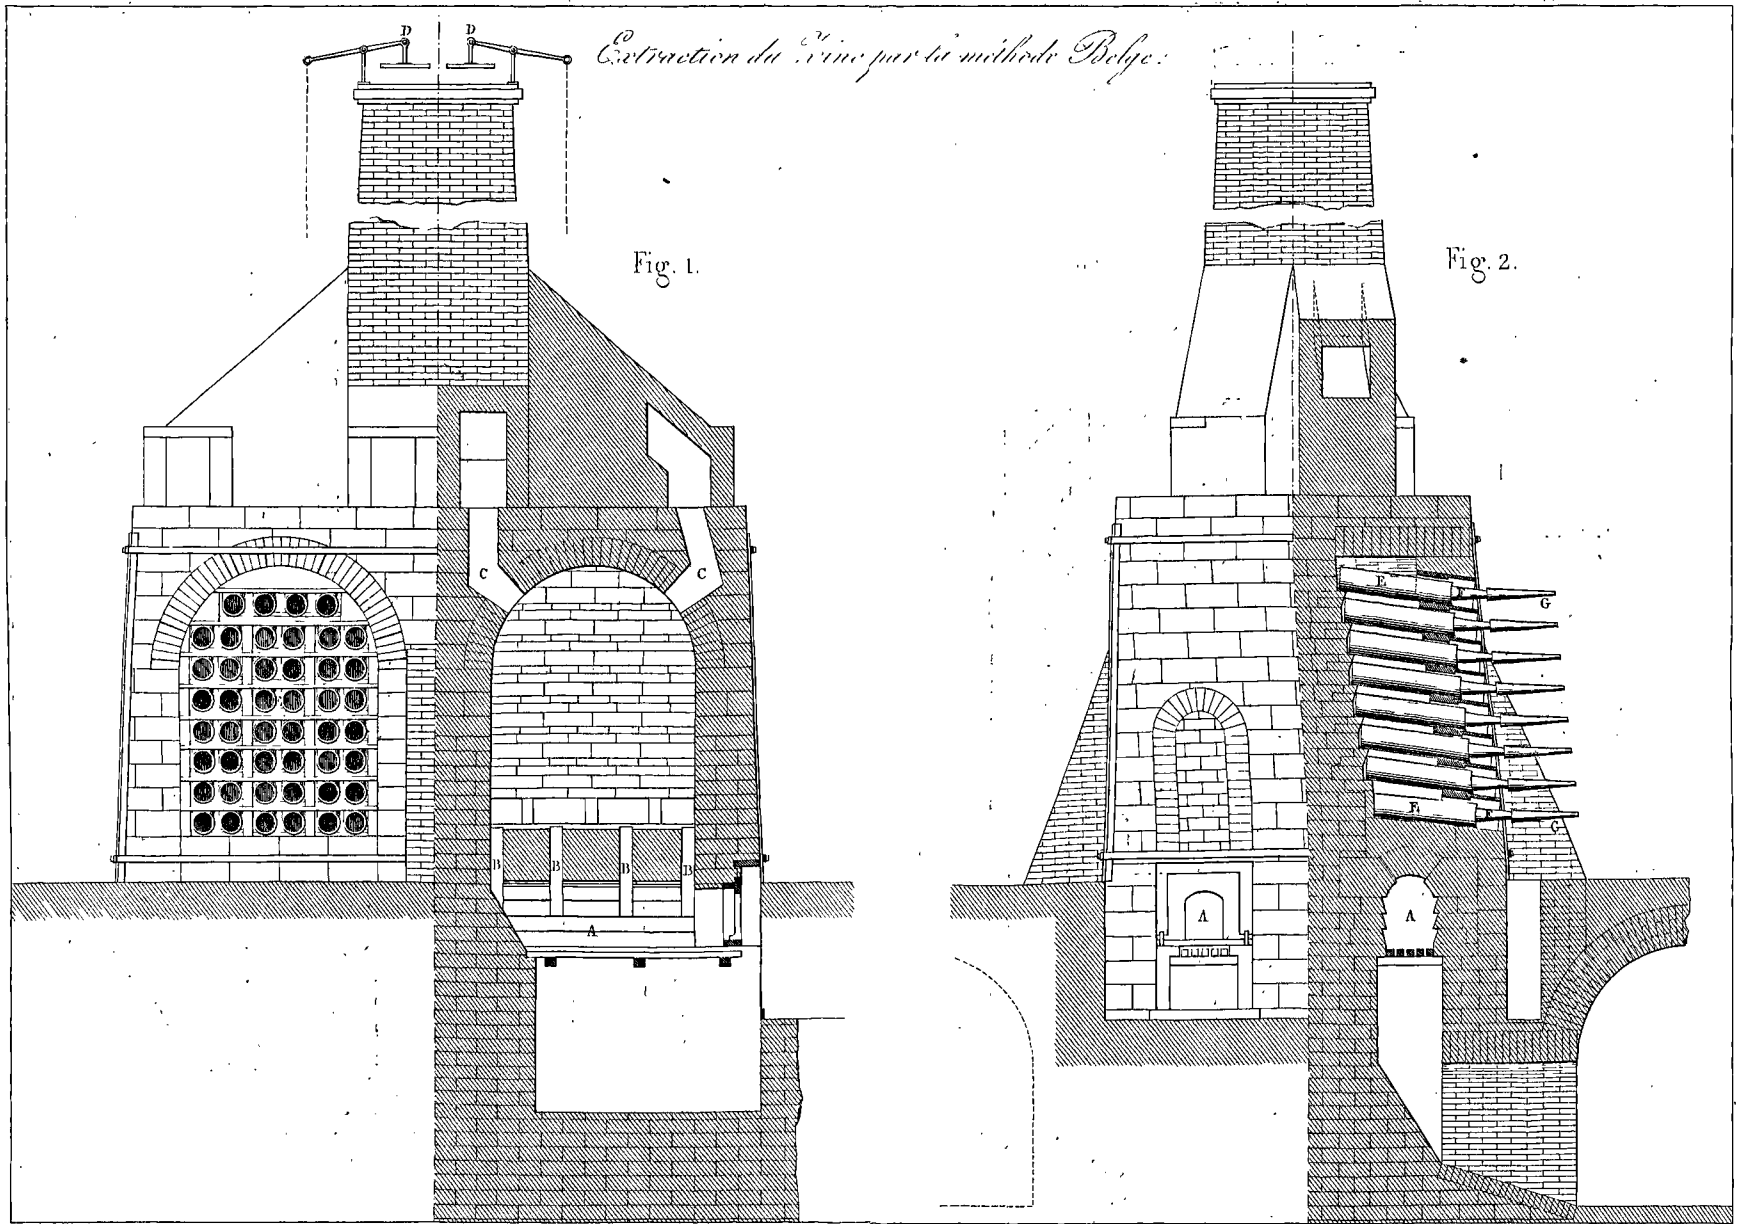 D D
Extraction du Zinc par la méthode Belge.
Fig. 1.
Fig. 2.
C C
E
E
G
B B B B
E
E
G
A
A A